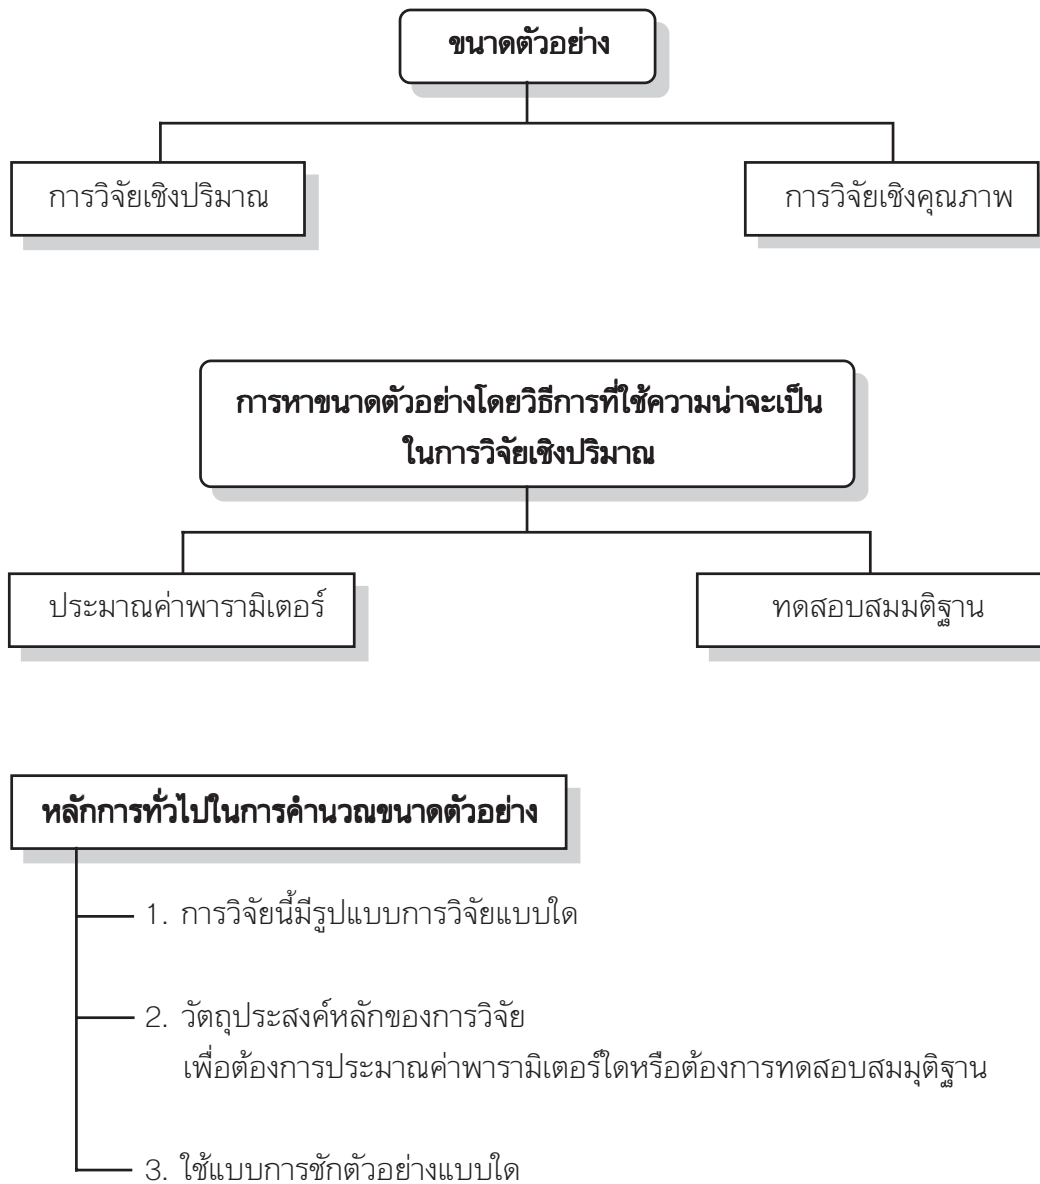 ขนาดตัวอย่าง
การวิจัยเชิงปริมาณ
การวิจัยเชิงคุณภาพ
การหาขนาดตัวอย่างโดยวิธีการที่ใช้ความน่าจะเป็น
ในการวิจัยเชิงปริมาณ
ประมาณค่าพารามิเตอร์
ทดสอบสมมติฐาน
หลักการทั่วไปในการคำนวณขนาดตัวอย่าง
1. การวิจัยนี้มีรูปแบบการวิจัยแบบใด
2. วัตถุประสงค์หลักของการวิจัย
เพื่อต้องการประมาณค่าพารามิเตอร์ใดหรือต้องการทดสอบสมมุติฐาน
3. ใช้แบบการชักตัวอย่างแบบใด